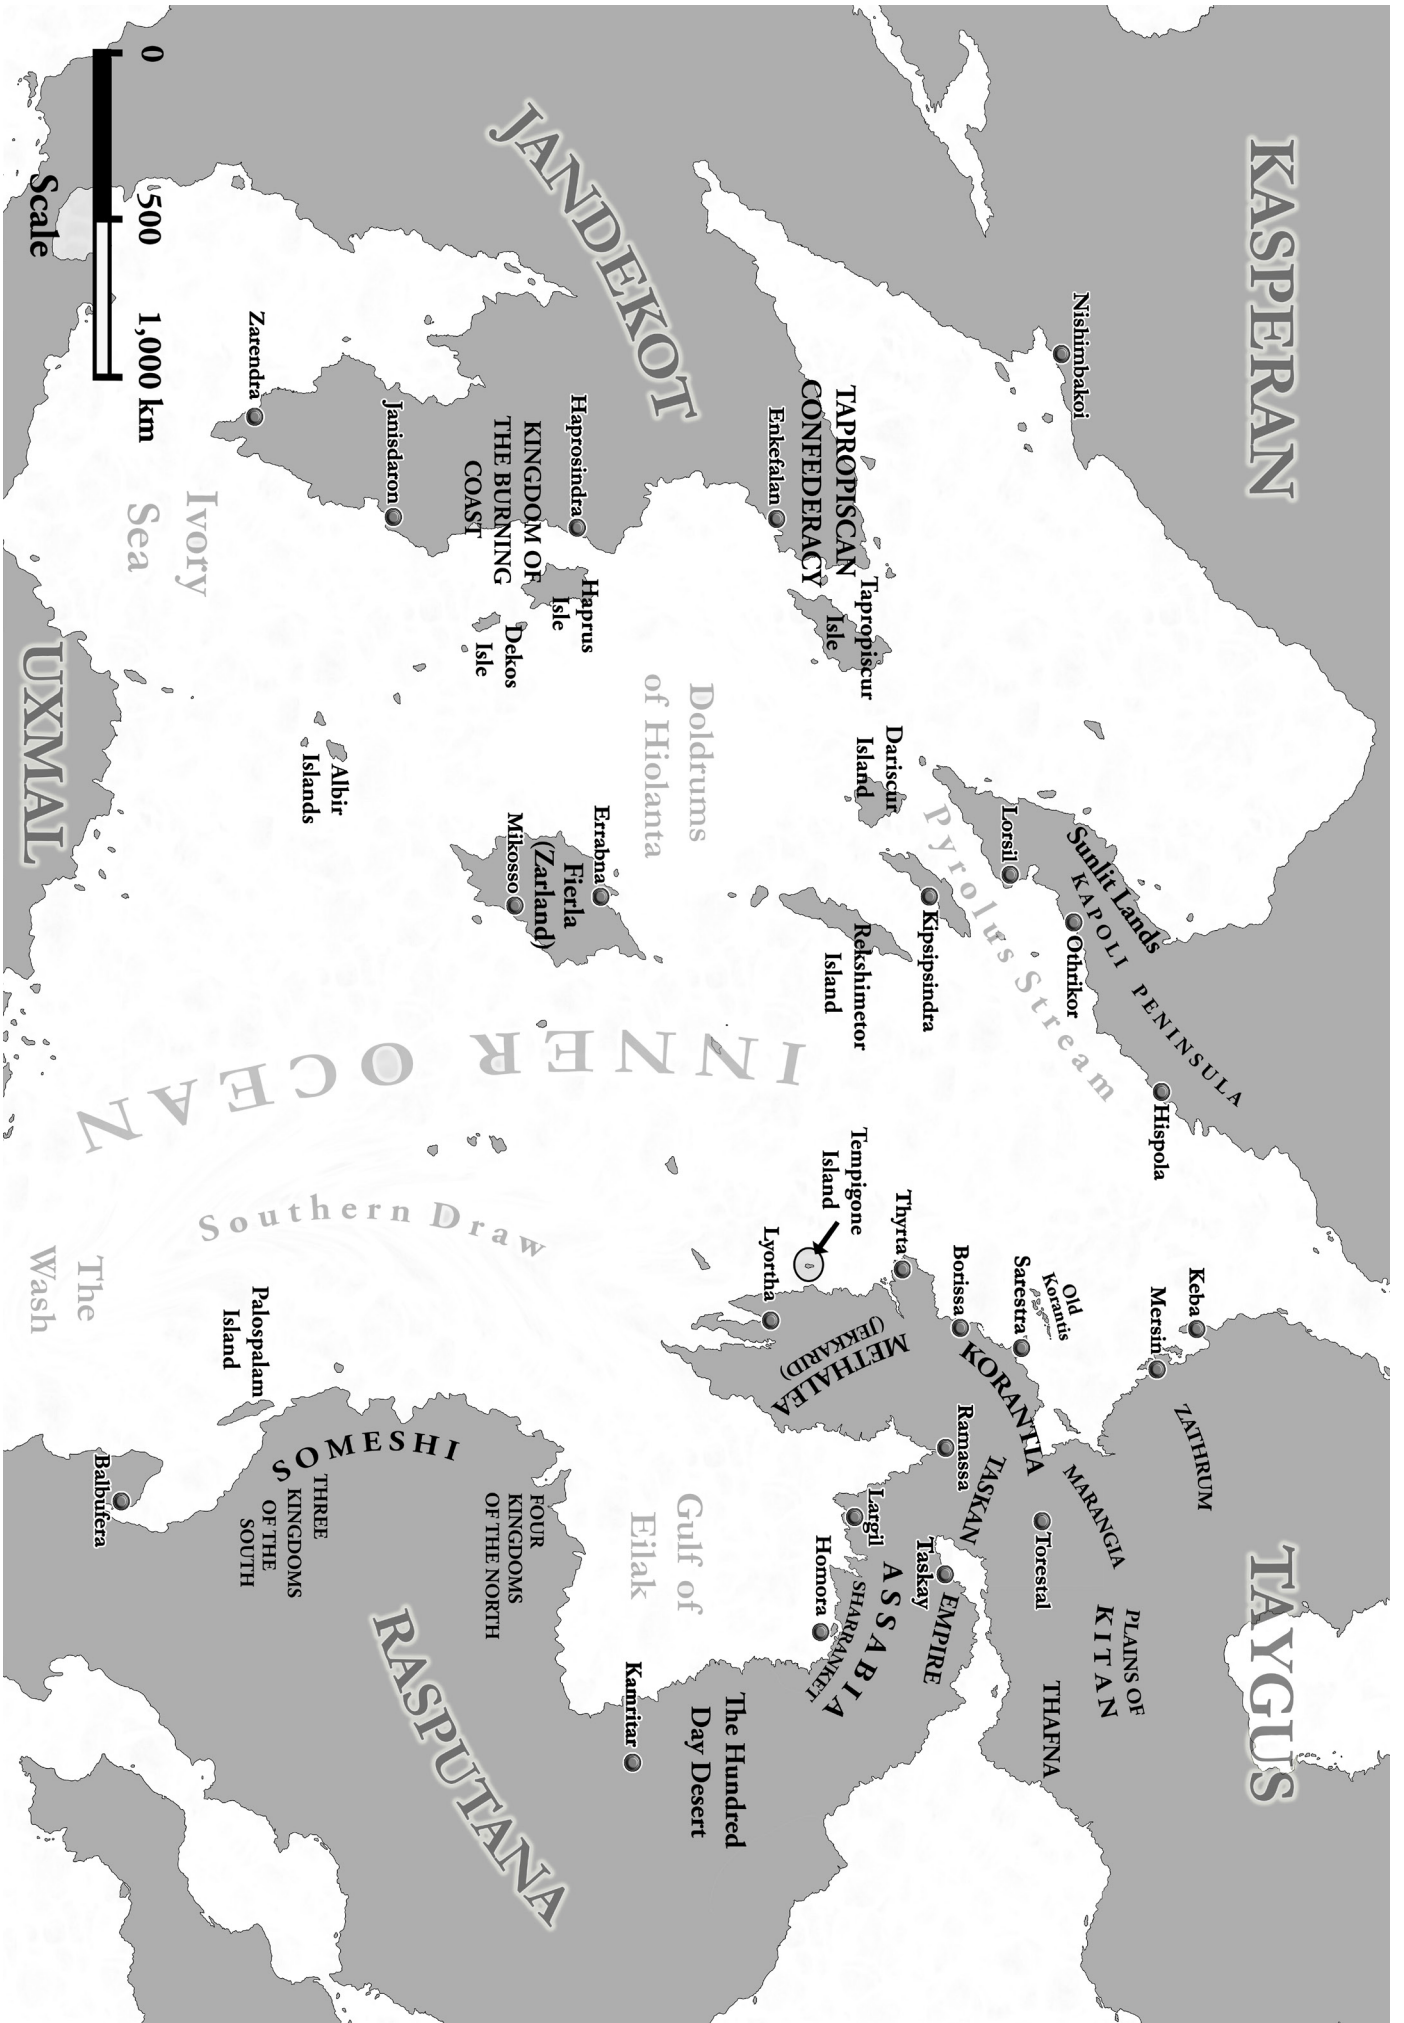 KASPERAN
TAYGUS
JANDEKOT
RASPUTANA
UXMAL
Nishimbakoi
TAPROPISCAN
CONFEDERACY
Enkefalan
Tapropiscur
Isle
Dariscur
Island
Haprosindra
KINGDOM OF
THE BURNING
COAST
Haprus
Isle
Dekos
Isle
Janisdaron
Zarendra
Ivory
Sea
Albir
Islands
Doldrums
of Hiolanta
Errabna
Fierla
(Zarland)
Mikosso
Pyrolus Stream
Lorsil
Sunlit Lands
KAPOLI PENINSULA
Othrikor
Kipsipsindra
Rekshimetor
Island
Hispola
INNER OCEAN
Southern Draw
The
Wash
Tempigone
Island
Lyortha
Thyrta
Borissa
Sarestra
Old
Korantis
Keba
Mersin
METHALEA
(JEKKARID)
KORANTIA
ZATHRUM
MARANGIA
Ramassa
TASKAN EMPIRE
Torestal
PLAINS OF
KITAN
THAFNA
Largil
Taskay
ASSABIA
SHARRANKET
Homora
Gulf of
Eilak
The Hundred
Day Desert
Kamritar
FOUR
KINGDOMS
OF THE NORTH
SOMESHI
THREE
KINGDOMS
OF THE
SOUTH
Palospalam
Island
Balbufera
0 500 1,000 km
Scale